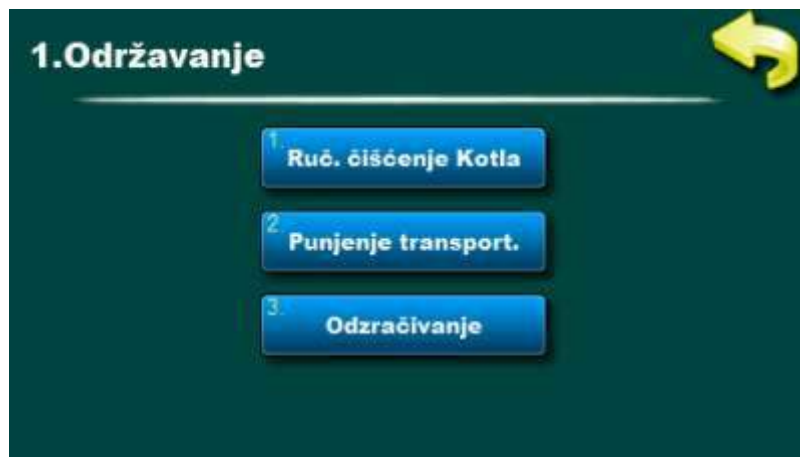 1.Održavanje
1.
Ruč. čišćenje Kotla
2
Punjenje transport.
3.
Odzračivanje